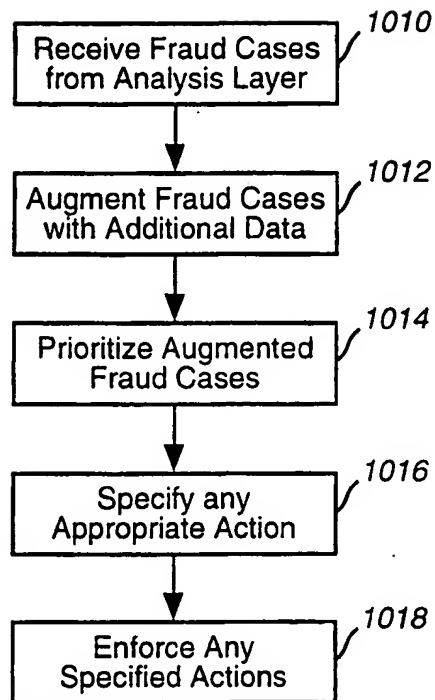 1010
Receive Fraud Cases
from Analysis Layer
1012
Augment Fraud Cases
with Additional Data
1014
Prioritize Augmented
Fraud Cases
1016
Specify any
Appropriate Action
1018
Enforce Any
Specified Actions